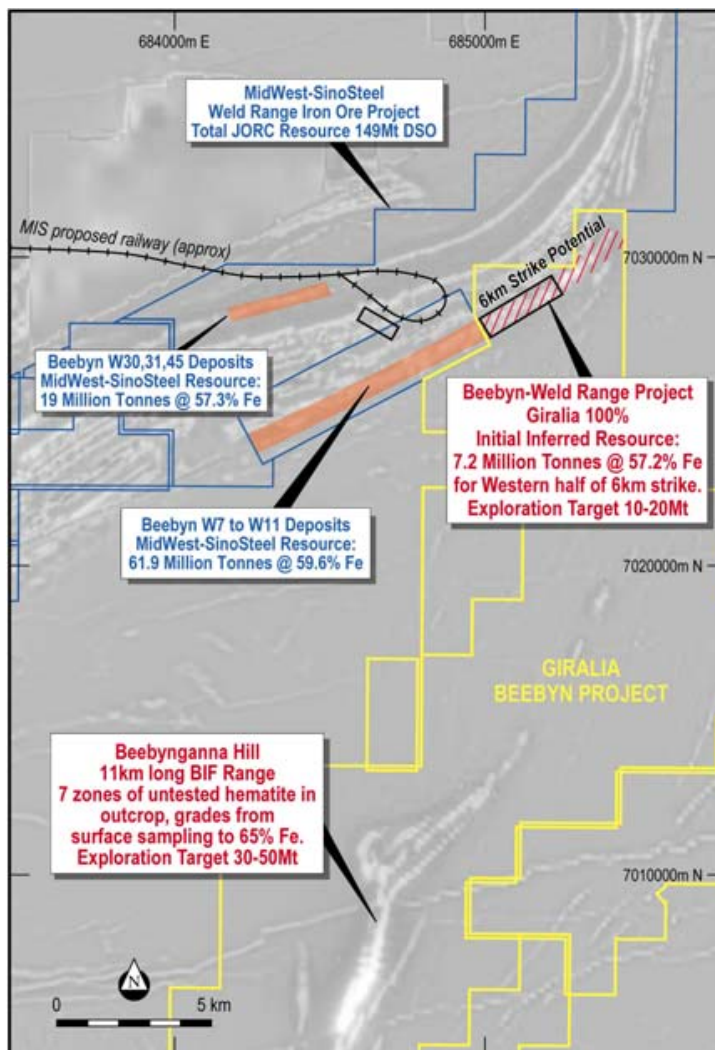 684000m E
685000m E
MidWest-SinoSteel
Weld Range Iron Ore Project
Total JORC Resource 149Mt DSO
MIS proposed railway (approx)
7030000m N
6km Strike Potential
Beebyn W30,31,45 Deposits
MidWest-SinoSteel Resource:
19 Million Tonnes @ 57.3% Fe
Beebyn-Weld Range Project
Giralia 100%
Initial Inferred Resource:
7.2 Million Tonnes @ 57.2% Fe
for Western half of 6km strike.
Exploration Target 10-20Mt
Beebyn W7 to W11 Deposits
MidWest-SinoSteel Resource:
61.9 Million Tonnes @ 59.6% Fe
7020000m N
GIRALIA
BEEBYN PROJECT
Beebynganna Hill
11km long BIF Range
7 zones of untested hematite in
outcrop, grades from
surface sampling to 65% Fe.
Exploration Target 30-50Mt
7010000m N
N
0 5 km